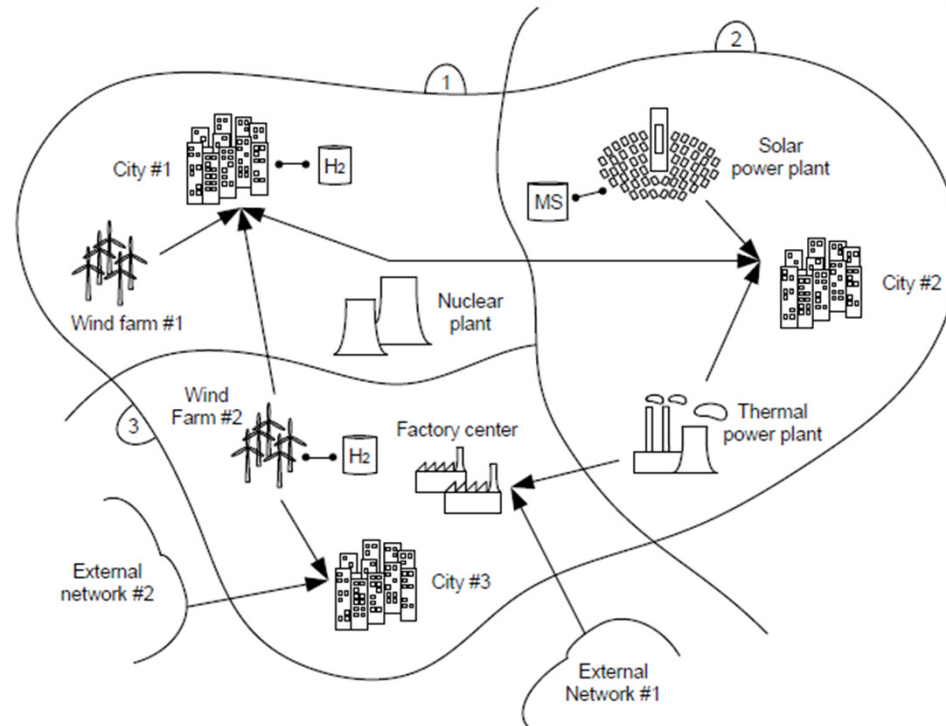 2
1
Solar
power plant
City #1
H2
MS
City #2
Nuclear
plant
Wind farm #1
Wind
Farm #2
3
Factory center
Thermal
power plant
H2
External
network #2
City #3
External
Network #1